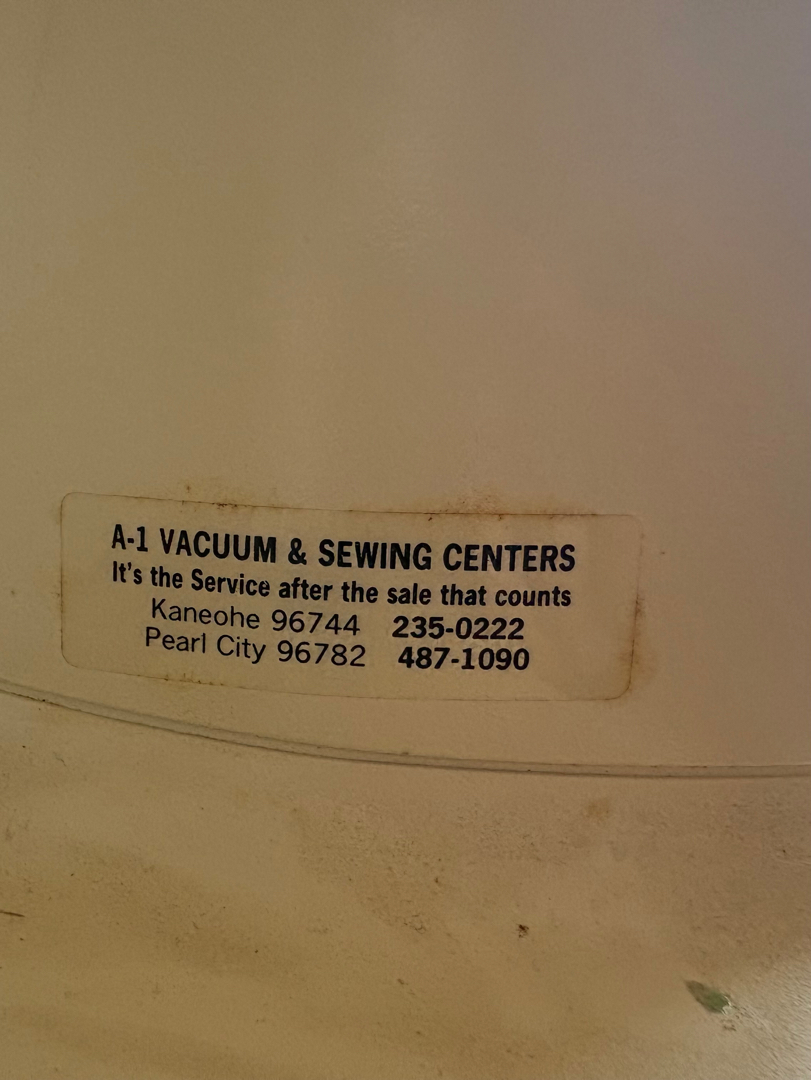 A-1 VACUUM & SEWING CENTERS
It's the Service after the sale that counts
Kaneohe 96744 235-0222
Pearl City 96782 487-1090